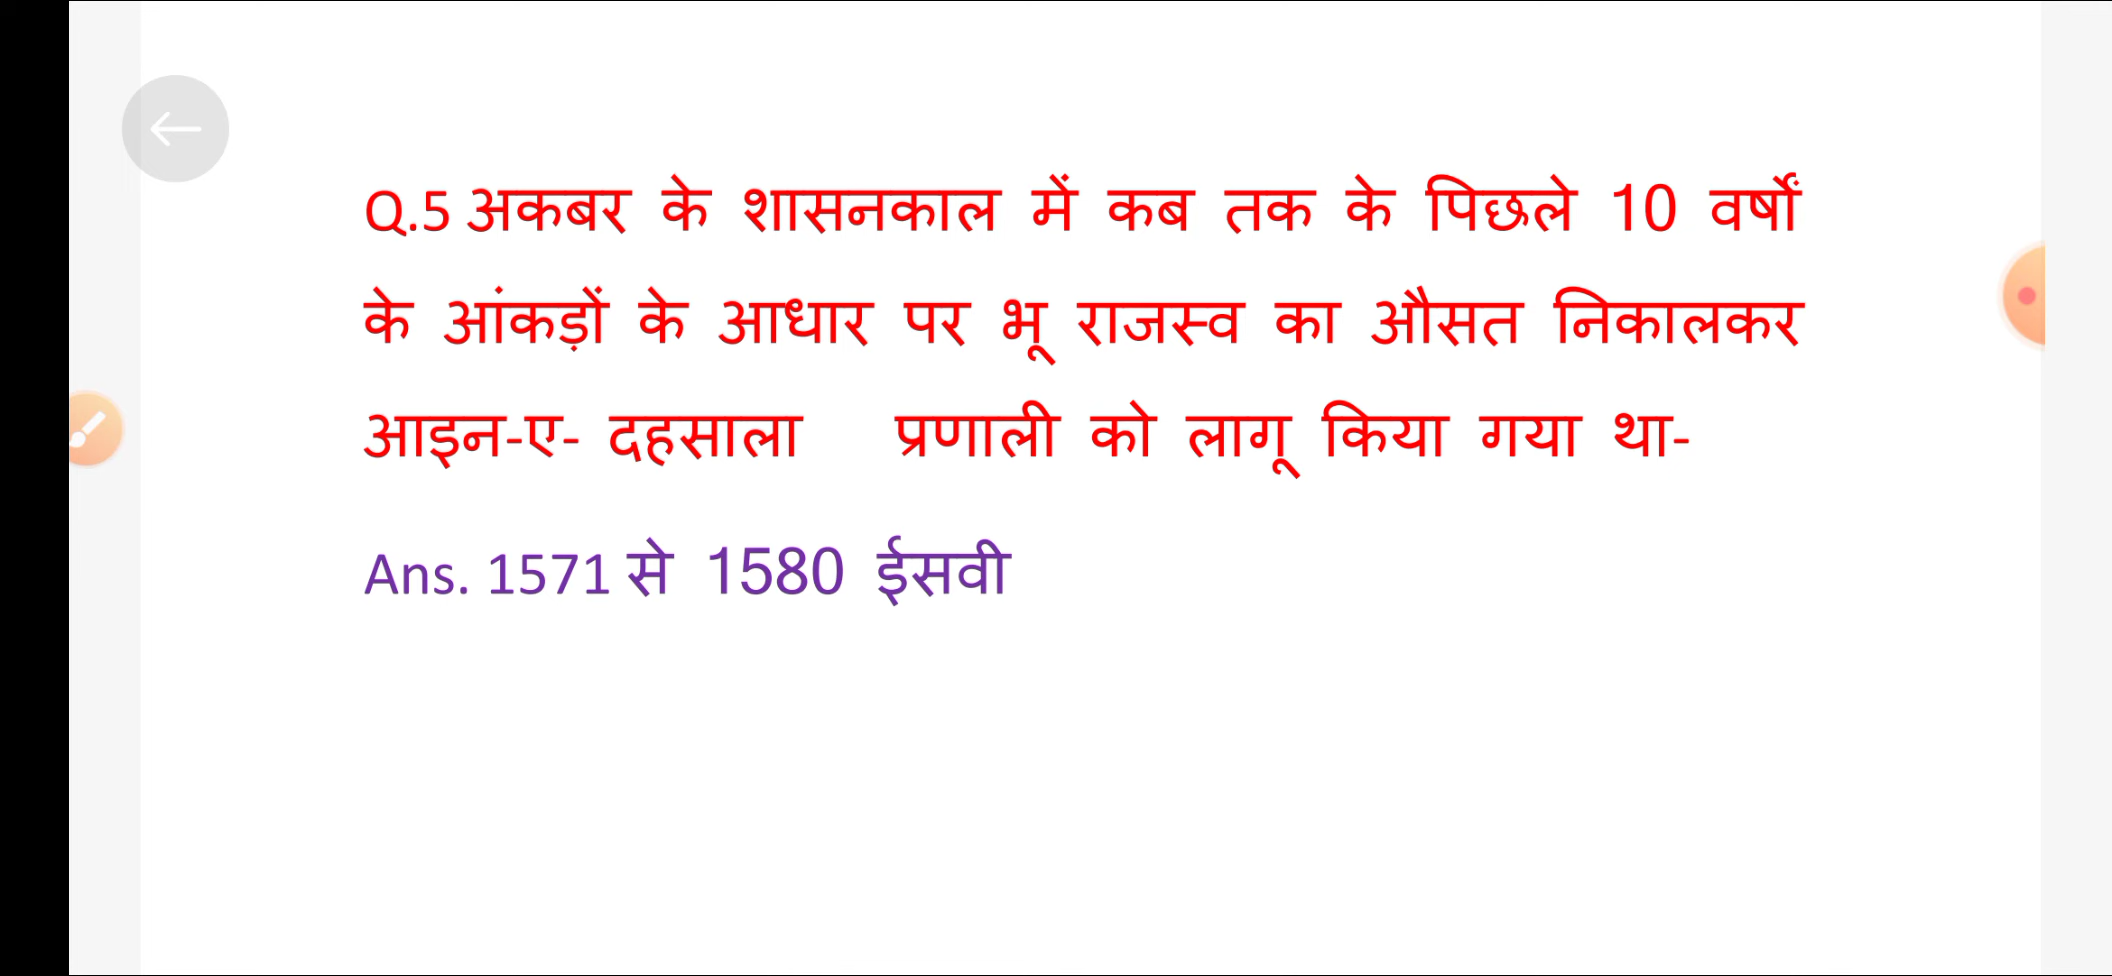 Q.5 अकबर के शासनकाल में कब तक के पिछले 10 वर्षों
के आंकड़ों के आधार पर भू राजस्व का औसत निकालकर
आइन-ए- दहसाला प्रणाली को लागू किया गया था-
Ans. 1571 से 1580 ईसवी